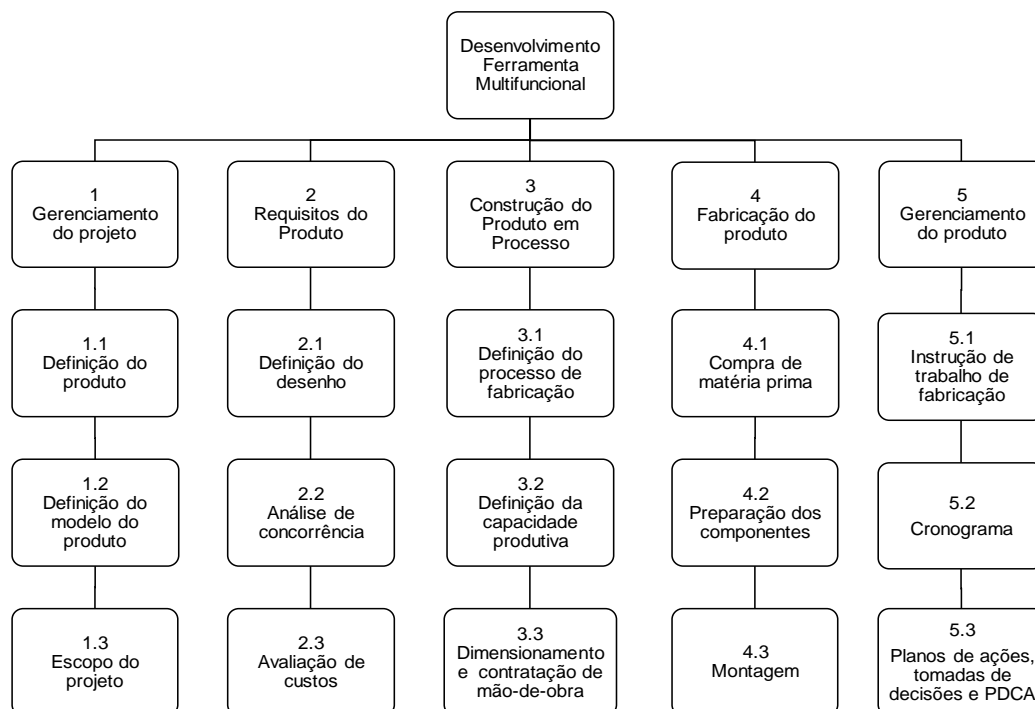 Desenvolvimento
Ferramenta
Multifuncional
1
Gerenciamento
do projeto
2
Requisitos do
Produto
3
Construção do
Produto em
Processo
4
Fabricação do
produto
5
Gerenciamento
do produto
1.1
Definição do
produto
2.1
Definição do
desenho
3.1
Definição do
processo de
fabricação
4.1
Compra de
matéria prima
5.1
Instrução de
trabalho de
fabricação
1.2
Definição do
modelo do
produto
2.2
Análise de
concorrência
3.2
Definição da
capacidade
produtiva
4.2
Preparação dos
componentes
5.2
Cronograma
1.3
Escopo do
projeto
2.3
Avaliação de
custos
3.3
Dimensionamento
e contratação de
mão-de-obra
4.3
Montagem
5.3
Planos de ações,
tomadas de
decisões e PDCA